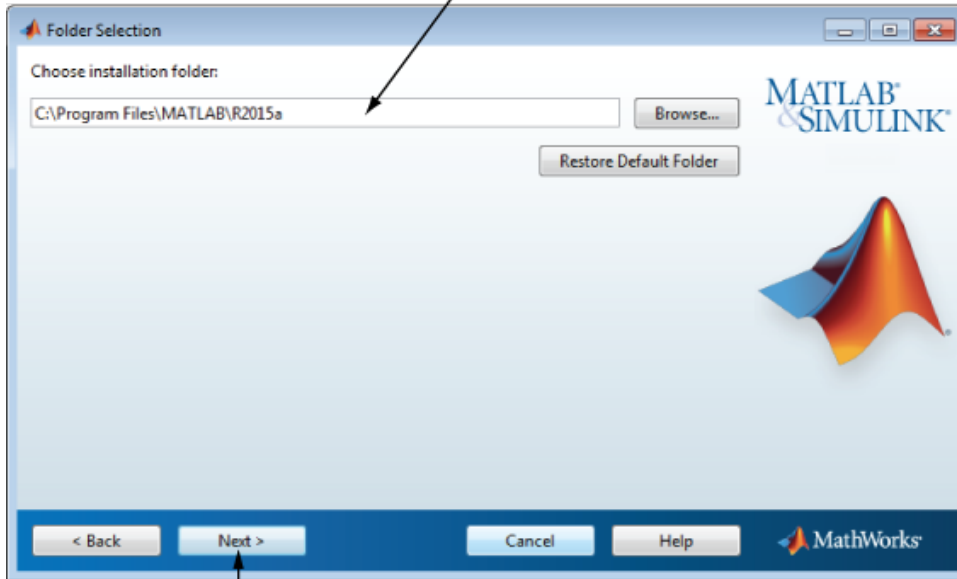 Folder Selection
Choose installation folder:
C:\Program Files\MATLAB\R2015a
Browse...
Restore Default Folder
MATLAB®
&SIMULINK®
< Back
Next >
Cancel
Help
MathWorks®